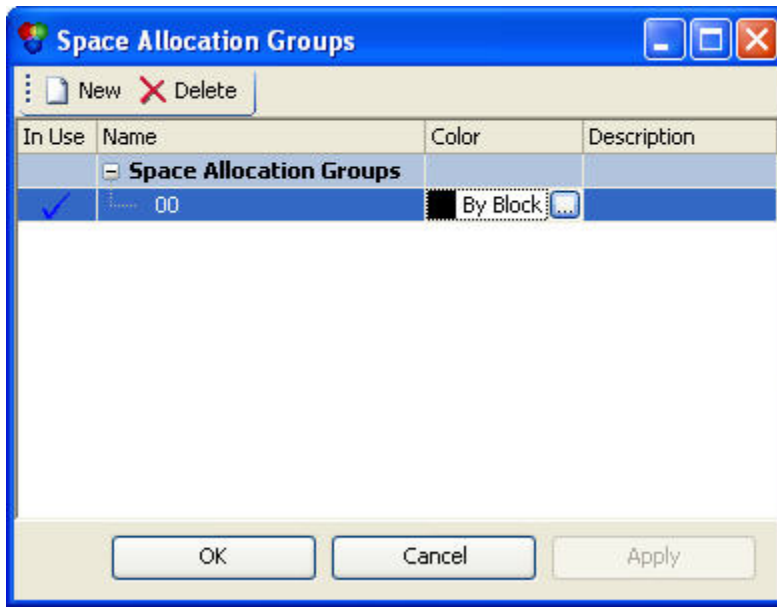 Space Allocation Groups
New Delete
In Use Name Color Description
Space Allocation Groups
00 By Block ...
OK Cancel Apply